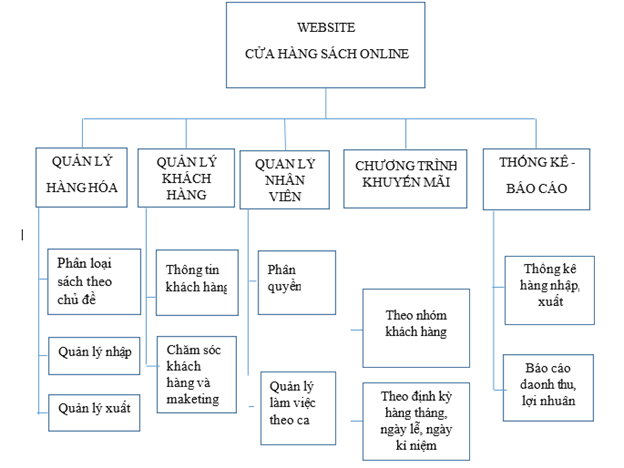 WEBSITE
CỬA HÀNG SÁCH ONLINE
QUẢN LÝ
HÀNG HÓA
QUẢN LÝ
KHÁCH
HÀNG
QUAN LY
NHÂN
VIÊN
CHƯƠNG TRÌNH
KHUYẾN MÃI
THỐNG KÊ -
BÁO CÁO
Phân loại
sách theo
chủ đề
Quản lý nhập
Quản lý xuất
Thông tin
khách hàng
Chăm sóc
khách
hàng và
maketing
Phân
quyền
Quản lý
làm việc
theo ca
Theo nhóm
khách hàng
Theo định kỳ
hàng tháng,
ngày lễ, ngày
kỉ niệm
Thông kê
hàng nhập,
xuất
Báo cáo
daonh thu,
lợi nhuân